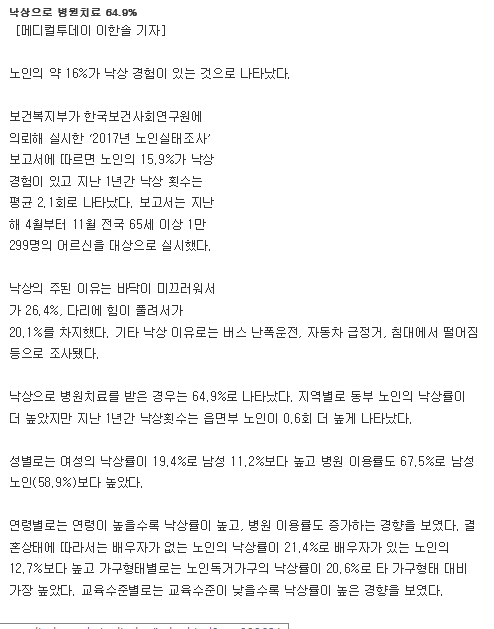 낙상으로 병원치료 64.9%
[메디컬투데이 이한솔 기자]
노인의 약 16%가 낙상 경험이 있는 것으로 나타났다.
보건복지부가 한국보건사회연구원에
의뢰해 실시한 ‘2017년 노인실태조사’
보고서에 따르면 노인의 15.9%가 낙상
경험이 있고 지난 1년간 낙상 횟수는
평균 2.1회로 나타났다. 보고서는 지난
해 4월부터 11월 전국 65세 이상 1만
299명의 어르신을 대상으로 실시했다.
낙상의 주된 이유는 바닥이 미끄러워서
가 26.4%, 다리에 힘이 풀려서가
20.1%를 차지했다. 기타 낙상 이유로는 버스 난폭운전, 자동차 급정거, 침대에서 떨어짐
등으로 조사됐다.
낙상으로 병원치료를 받은 경우는 64.9%로 나타났다. 지역별로 동부 노인의 낙상률이
더 높았지만 지난 1년간 낙상횟수는 읍면부 노인이 0.6회 더 높게 나타났다.
성별로는 여성의 낙상률이 19.4%로 남성 11.2%보다 높고 병원 이용률도 67.5%로 남성
노인(58.9%)보다 높았다.
연령별로는 연령이 높을수록 낙상률이 높고, 병원 이용률도 증가하는 경향을 보였다. 결
혼상태에 따라서는 배우자가 없는 노인의 낙상률이 21.4%로 배우자가 있는 노인의
12.7%보다 높고 가구형태별로는 노인독거가구의 낙상률이 20.6%로 타 가구형태 대비
가장 높았다. 교육수준별로는 교육수준이 낮을수록 낙상률이 높은 경향을 보였다.